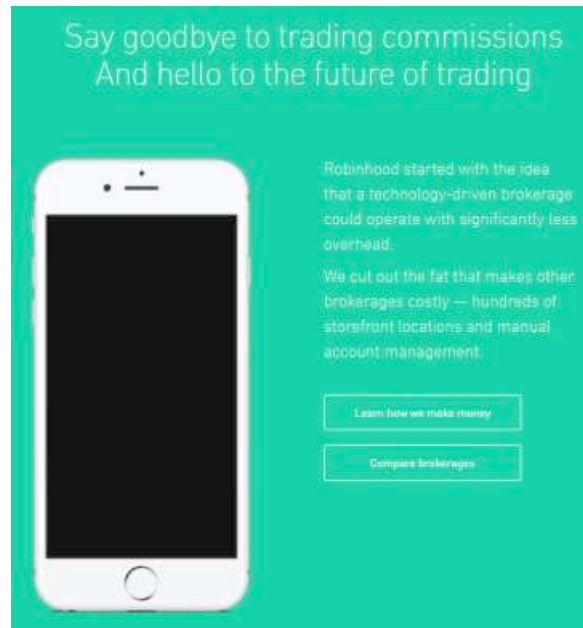 Say goodbye to trading commissions
And hello to the future of trading
Robinhood started with the idea
that a technology-driven brokerage
could operate with significantly less
overhead.
We cut out the fat that makes other
brokerages costly — hundreds of
storefront locations and manual
account management.
Learn how we make money
Compare brokerages